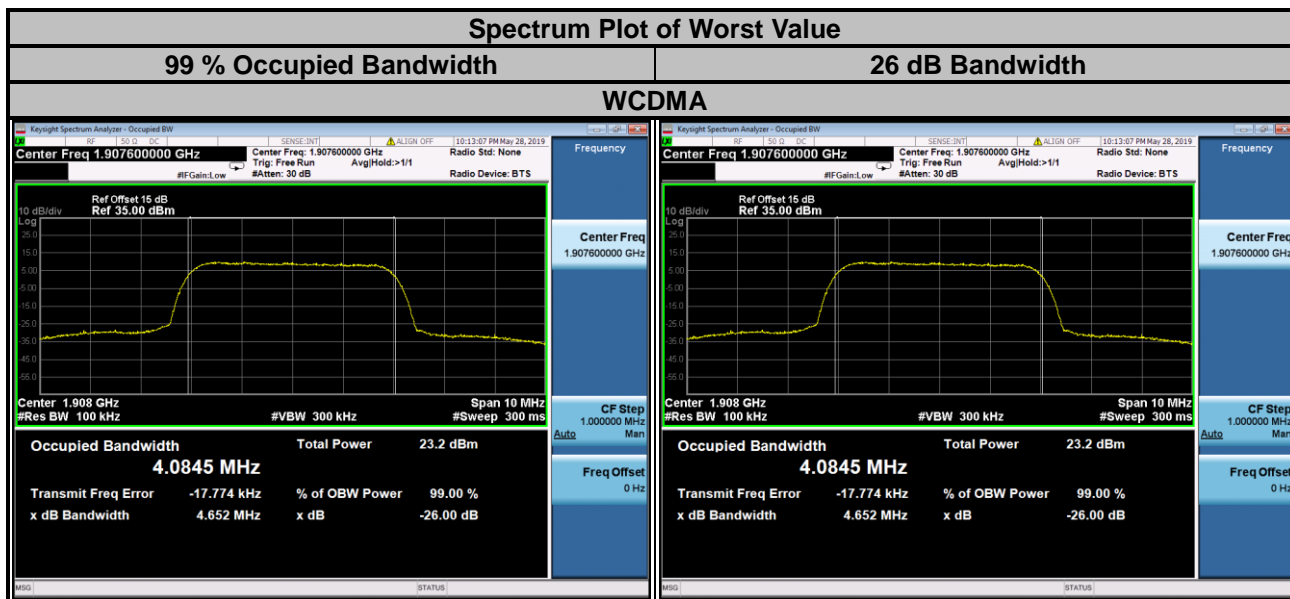 Spectrum Plot of Worst Value
99 % Occupied Bandwidth
26 dB Bandwidth
WCDMA
Keysight Spectrum Analyzer - Occupied BW
RF 50 Ω DC SENSE:INT ALIGN OFF 10:13:07 PM May 28, 2019
Center Freq 1.907600000 GHz
Center Freq: 1.907600000 GHz
Radio Std: None
Trig: Free Run Avg|Hold:>1/1
#IFGain:Low
#Atten: 30 dB
Radio Device: BTS
Frequency
Ref Offset 15 dB
10 dB/div Ref 35.00 dBm
Log
25.0
15.0
5.00
-5.00
-15.0
-25.0
-35.0
-45.0
-55.0
Center Freq
1.907600000 GHz
Center 1.908 GHz
Span 10 MHz
#Res BW 100 kHz
#VBW 300 kHz
#Sweep 300 ms
CF Step
1.000000 MHz
Auto Man
Occupied Bandwidth
4.0845 MHz
Total Power 23.2 dBm
Transmit Freq Error -17.774 kHz
% of OBW Power 99.00 %
x dB Bandwidth 4.652 MHz
x dB -26.00 dB
Freq Offset
0 Hz
MSG
STATUS
Keysight Spectrum Analyzer - Occupied BW
RF 50 Ω DC SENSE:INT ALIGN OFF 10:13:07 PM May 28, 2019
Center Freq 1.907600000 GHz
Center Freq: 1.907600000 GHz
Radio Std: None
Trig: Free Run Avg|Hold:>1/1
#IFGain:Low
#Atten: 30 dB
Radio Device: BTS
Frequency
Ref Offset 15 dB
10 dB/div Ref 35.00 dBm
Log
25.0
15.0
5.00
-5.00
-15.0
-25.0
-35.0
-45.0
-55.0
Center Freq
1.907600000 GHz
Center 1.908 GHz
Span 10 MHz
#Res BW 100 kHz
#VBW 300 kHz
#Sweep 300 ms
CF Step
1.000000 MHz
Auto Man
Occupied Bandwidth
4.0845 MHz
Total Power 23.2 dBm
Transmit Freq Error -17.774 kHz
% of OBW Power 99.00 %
x dB Bandwidth 4.652 MHz
x dB -26.00 dB
Freq Offset
0 Hz
MSG
STATUS